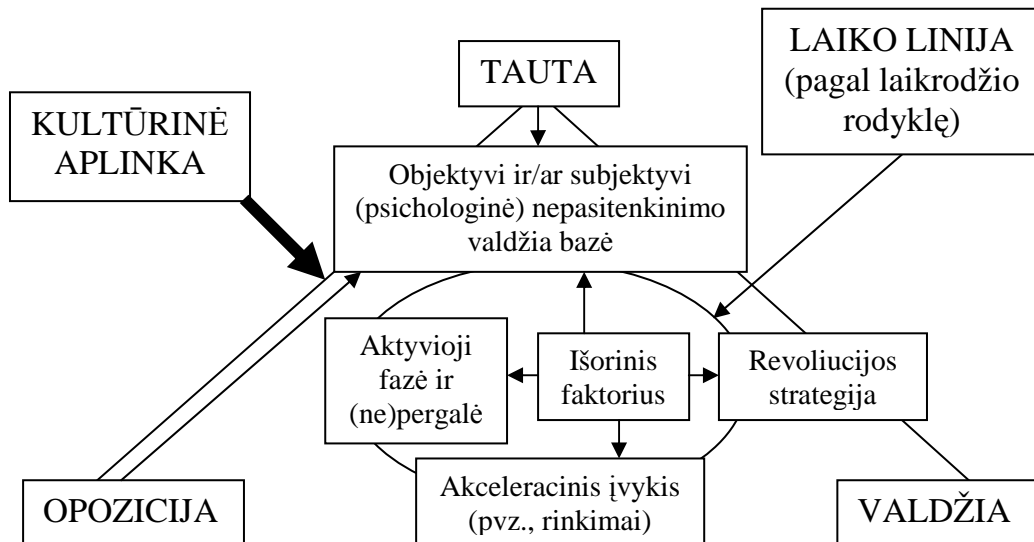 TAUTA
LAIKO LINIJA
(pagal laikrodžio
rodyklę)
KULTŪRINĖ
APLINKA
Objektyvi ir/ar subjektyvi
(psichologinė) nepasitenkinimo
valdžia bazė
Aktyvioji
fazė ir
(ne)pergalė
Išorinis
faktorius
Revoliucijos
strategija
OPOZICIJA
Akceleracinis įvykis
(pvz., rinkimai)
VALDŽIA